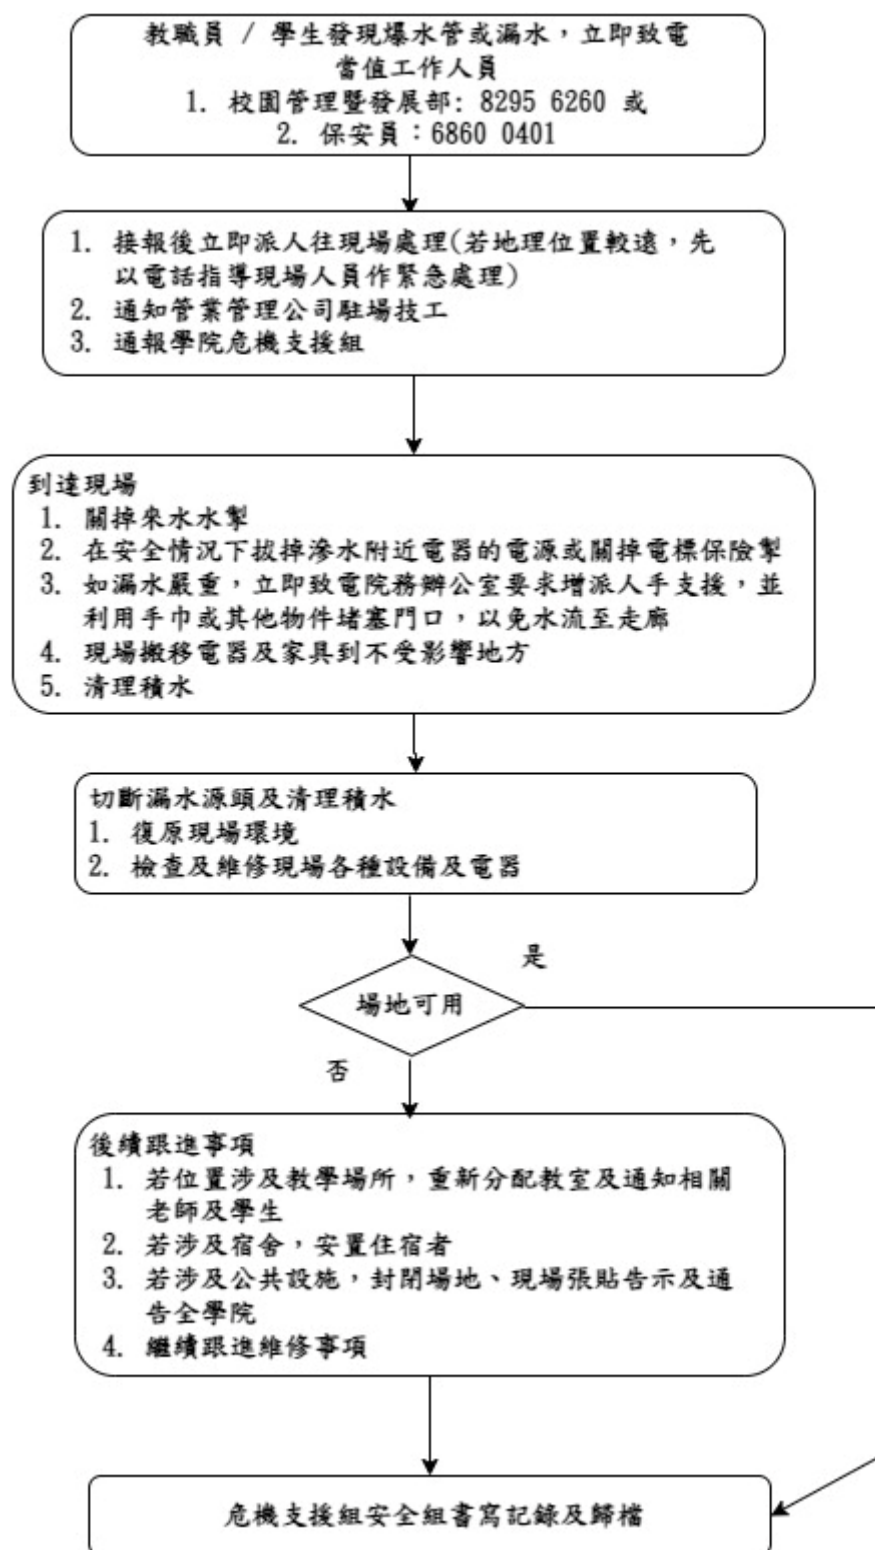 教職員 / 學生發現爆水管或漏水，立即致電
當值工作人員
1. 校園管理暨發展部: 8295 6260 或
2. 保安員：6860 0401
1. 接報後立即派人往現場處理(若地理位置較遠，先
以電話指導現場人員作緊急處理)
2. 通知管業管理公司駐場技工
3. 通報學院危機支援組
到達現場
1. 關掉來水水掣
2. 在安全情況下拔掉滲水附近電器的電源或關掉電標保險掣
3. 如漏水嚴重，立即致電院務辦公室要求增派人手支援，並
利用手巾或其他物件堵塞門口，以免水流至走廊
4. 現場搬移電器及家具到不受影響地方
5. 清理積水
切斷漏水源頭及清理積水
1. 復原現場環境
2. 檢查及維修現場各種設備及電器
是
場地可用
否
後續跟進事項
1. 若位置涉及教學場所，重新分配教室及通知相關
老師及學生
2. 若涉及宿舍，安置住宿者
3. 若涉及公共設施，封閉場地、現場張貼告示及通
告全學院
4. 繼續跟進維修事項
危機支援組安全組書寫記錄及歸檔